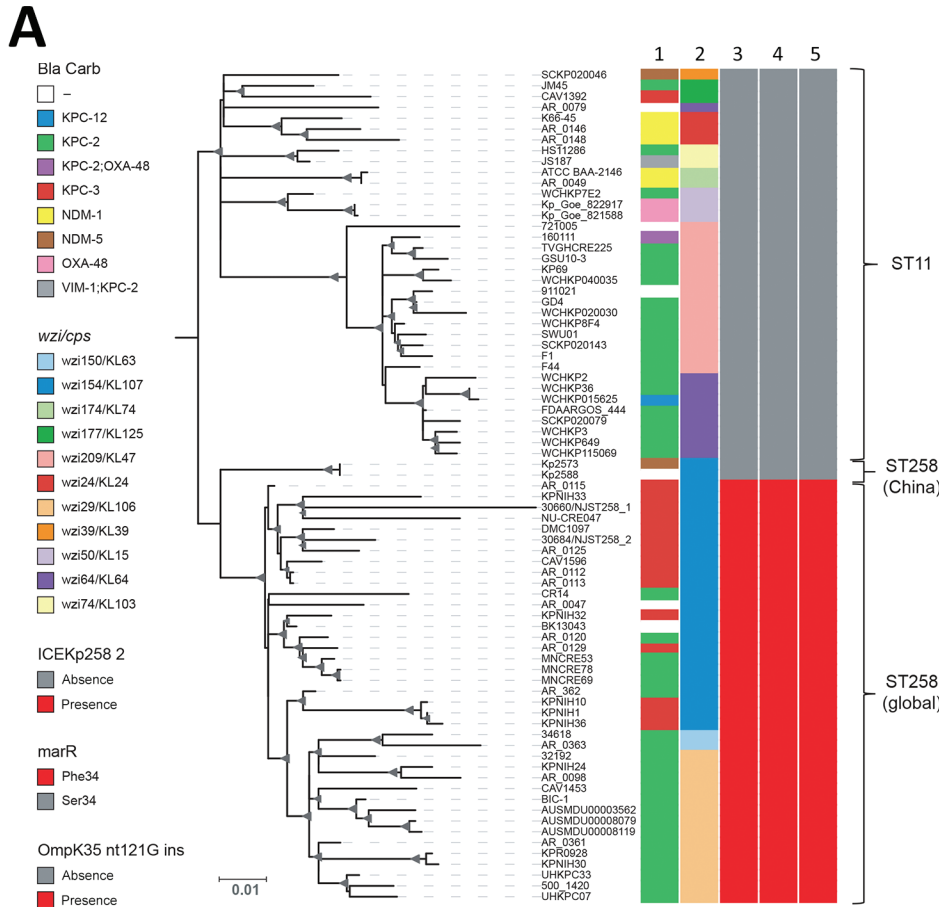 A
Bla Carb
–
KPC-12
KPC-2
KPC-2;OXA-48
KPC-3
NDM-1
NDM-5
OXA-48
VIM-1;KPC-2
wzi/cps
wzi150/KL63
wzi154/KL107
wzi174/KL74
wzi177/KL125
wzi209/KL47
wzi24/KL24
wzi29/KL106
wzi39/KL39
wzi50/KL15
wzi64/KL64
wzi74/KL103
ICEKp258 2
Absence
Presence
marR
Phe34
Ser34
OmpK35 nt121G ins
Absence
Presence
0.01
SCKP020046
JM45
CAV1392
AR_0079
K66-45
AR_0146
AR_0148
HS11286
JS187
ATCC BAA-2146
AR_0049
WCHKP7E2
Kp_Goe_822917
Kp_Goe_821588
721005
160111
TVGHCRE225
GSU10-3
KP69
WCHKP040035
911021
GD4
WCHKP020030
WCHKP8F4
SWU01
SCKP020143
F1
F44
WCHKP2
WCHKP36
WCHKP015625
FDAARGOS_444
SCKP020079
WCHKP3
WCHKP649
WCHKP115069
Kp2573
Kp2588
AR_0115
KPNIH33
30660/NJST258_1
NU-CRE047
DMC1097
30684/NJST258_2
AR_0125
CAV1596
AR_0112
AR_0113
CR14
AR_0047
KPNIH32
BK13043
AR_0120
AR_0129
MNCRE53
MNCRE78
MNCRE69
AR_362
KPNIH10
KPNIH1
KPNIH36
34618
AR_0363
32192
KPNIH24
AR_0098
CAV1453
BIC-1
AUSMDU00003562
AUSMDU00008079
AUSMDU00008119
AR_0361
KPR0928
KPNIH30
UHKPC33
500_1420
UHKPC07
1 2 3 4 5
ST11
ST258
(China)
ST258
(global)